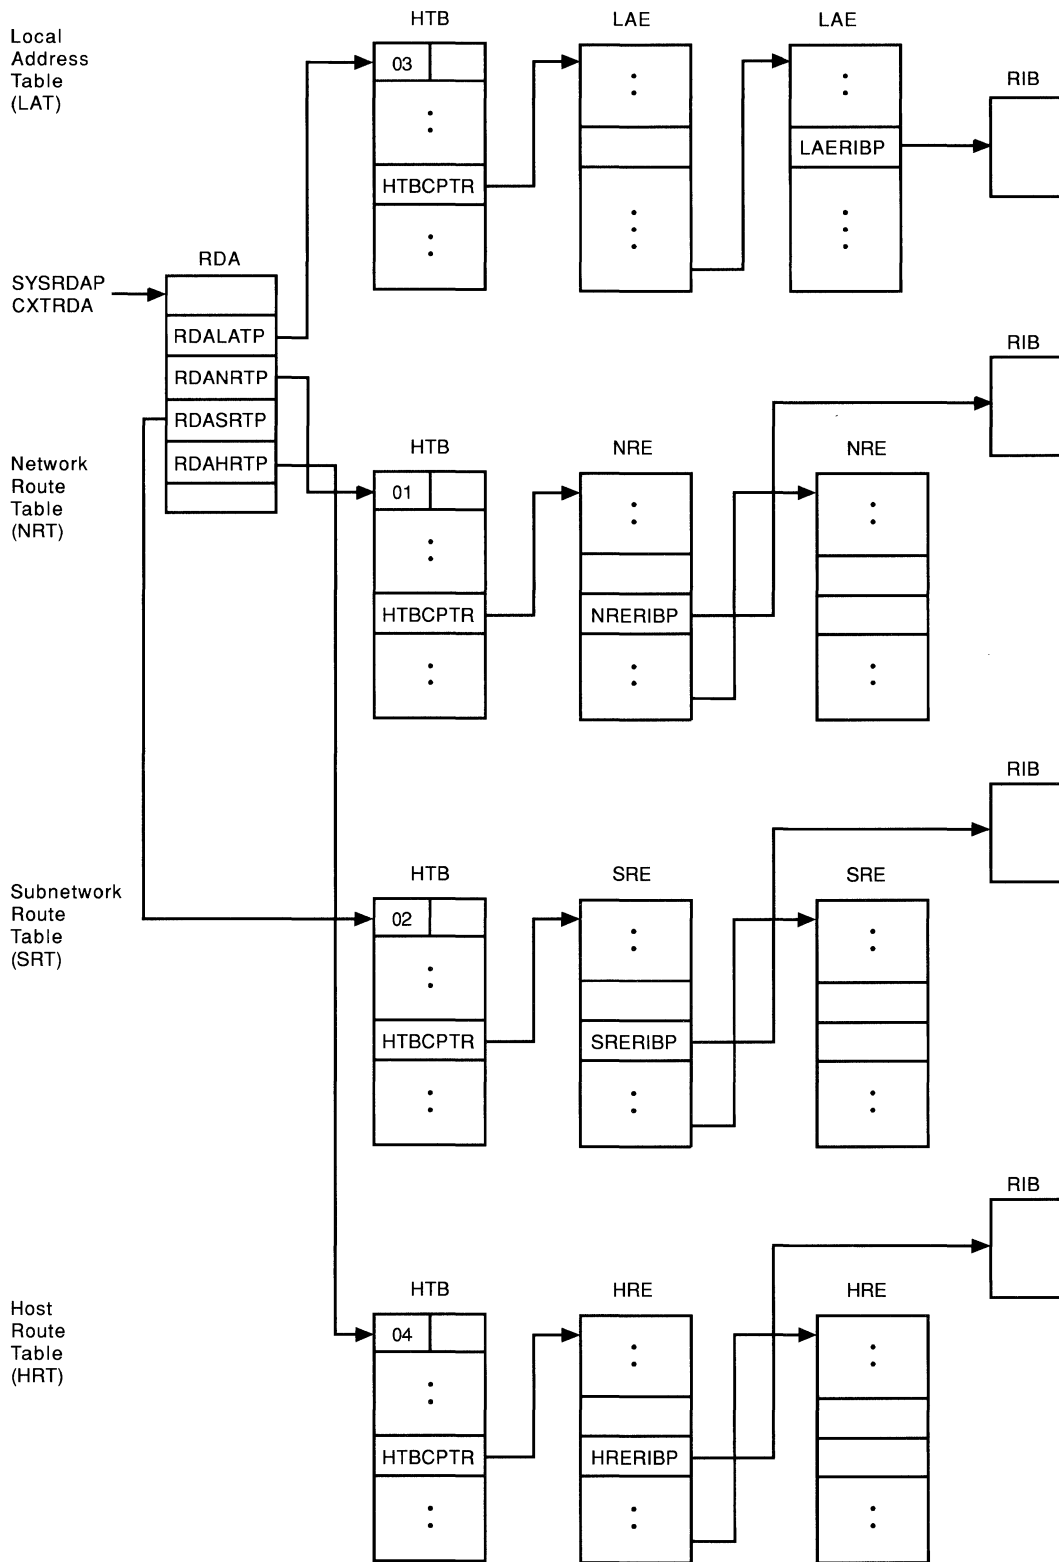 Local
Address
Table
(LAT)
HTB
LAE
LAE
RIB
03
HTBCPTR
LAERIBP
SYSRDAP
CXTRDA
RDA
RDALATP
RDANRTP
RDASRTP
RDAHRTP
Network
Route
Table
(NRT)
HTB
NRE
NRE
RIB
01
HTBCPTR
NRERIBP
Subnetwork
Route
Table
(SRT)
HTB
SRE
SRE
RIB
02
HTBCPTR
SRERIBP
Host
Route
Table
(HRT)
HTB
HRE
HRE
RIB
04
HTBCPTR
HRERIBP